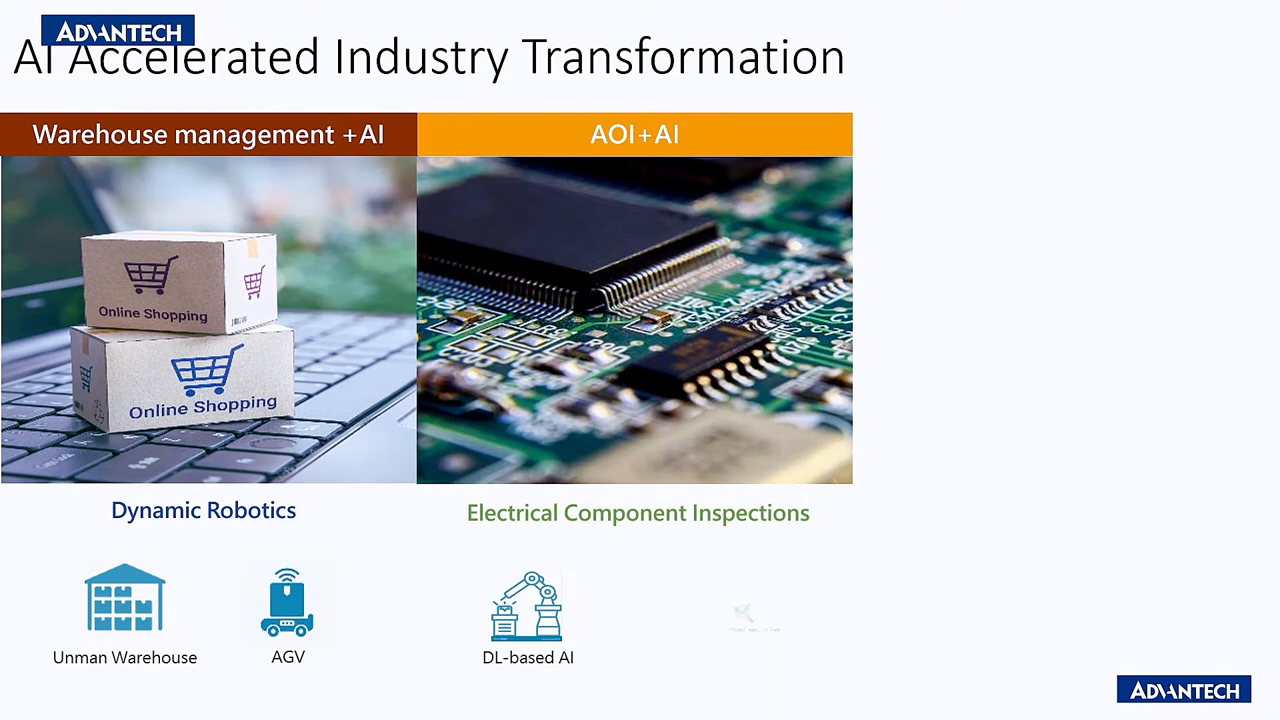 ADVANTECH
AI Accelerated Industry Transformation
Warehouse management +AI
AOI+AI
Online Shopping
Online Shopping
Dynamic Robotics
Electrical Component Inspections
Unman Warehouse
AGV
DL-based AI
ADVANTECH